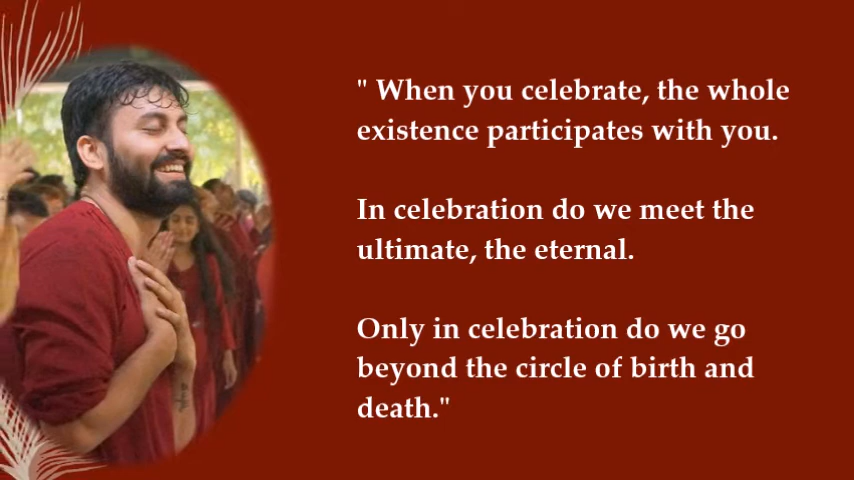 " When you celebrate, the whole
existence participates with you.
In celebration do we meet the
ultimate, the eternal.
Only in celebration do we go
beyond the circle of birth and
death."